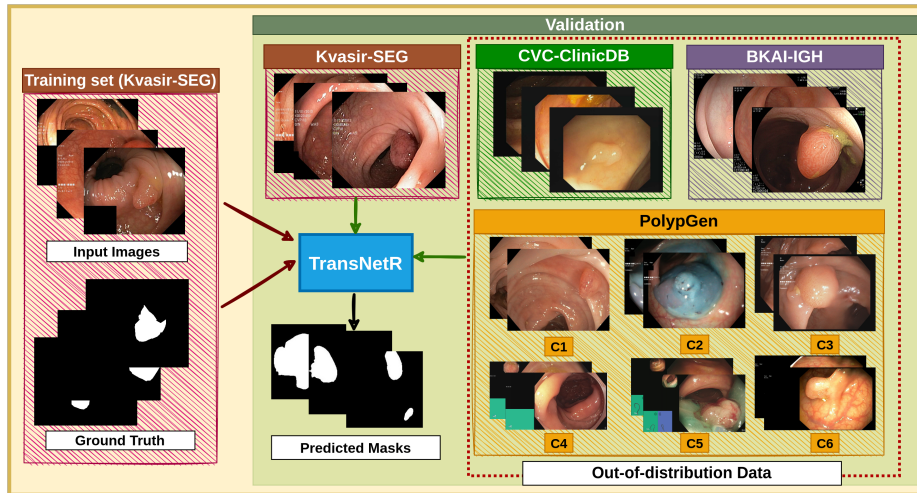 Validation
Training set (Kvasir-SEG)
Input Images
Ground Truth
Kvasir-SEG
CVC-ClinicDB
BKAI-IGH
TransNetR
Predicted Masks
PolypGen
C1
C2
C3
C4
C5
C6
Out-of-distribution Data